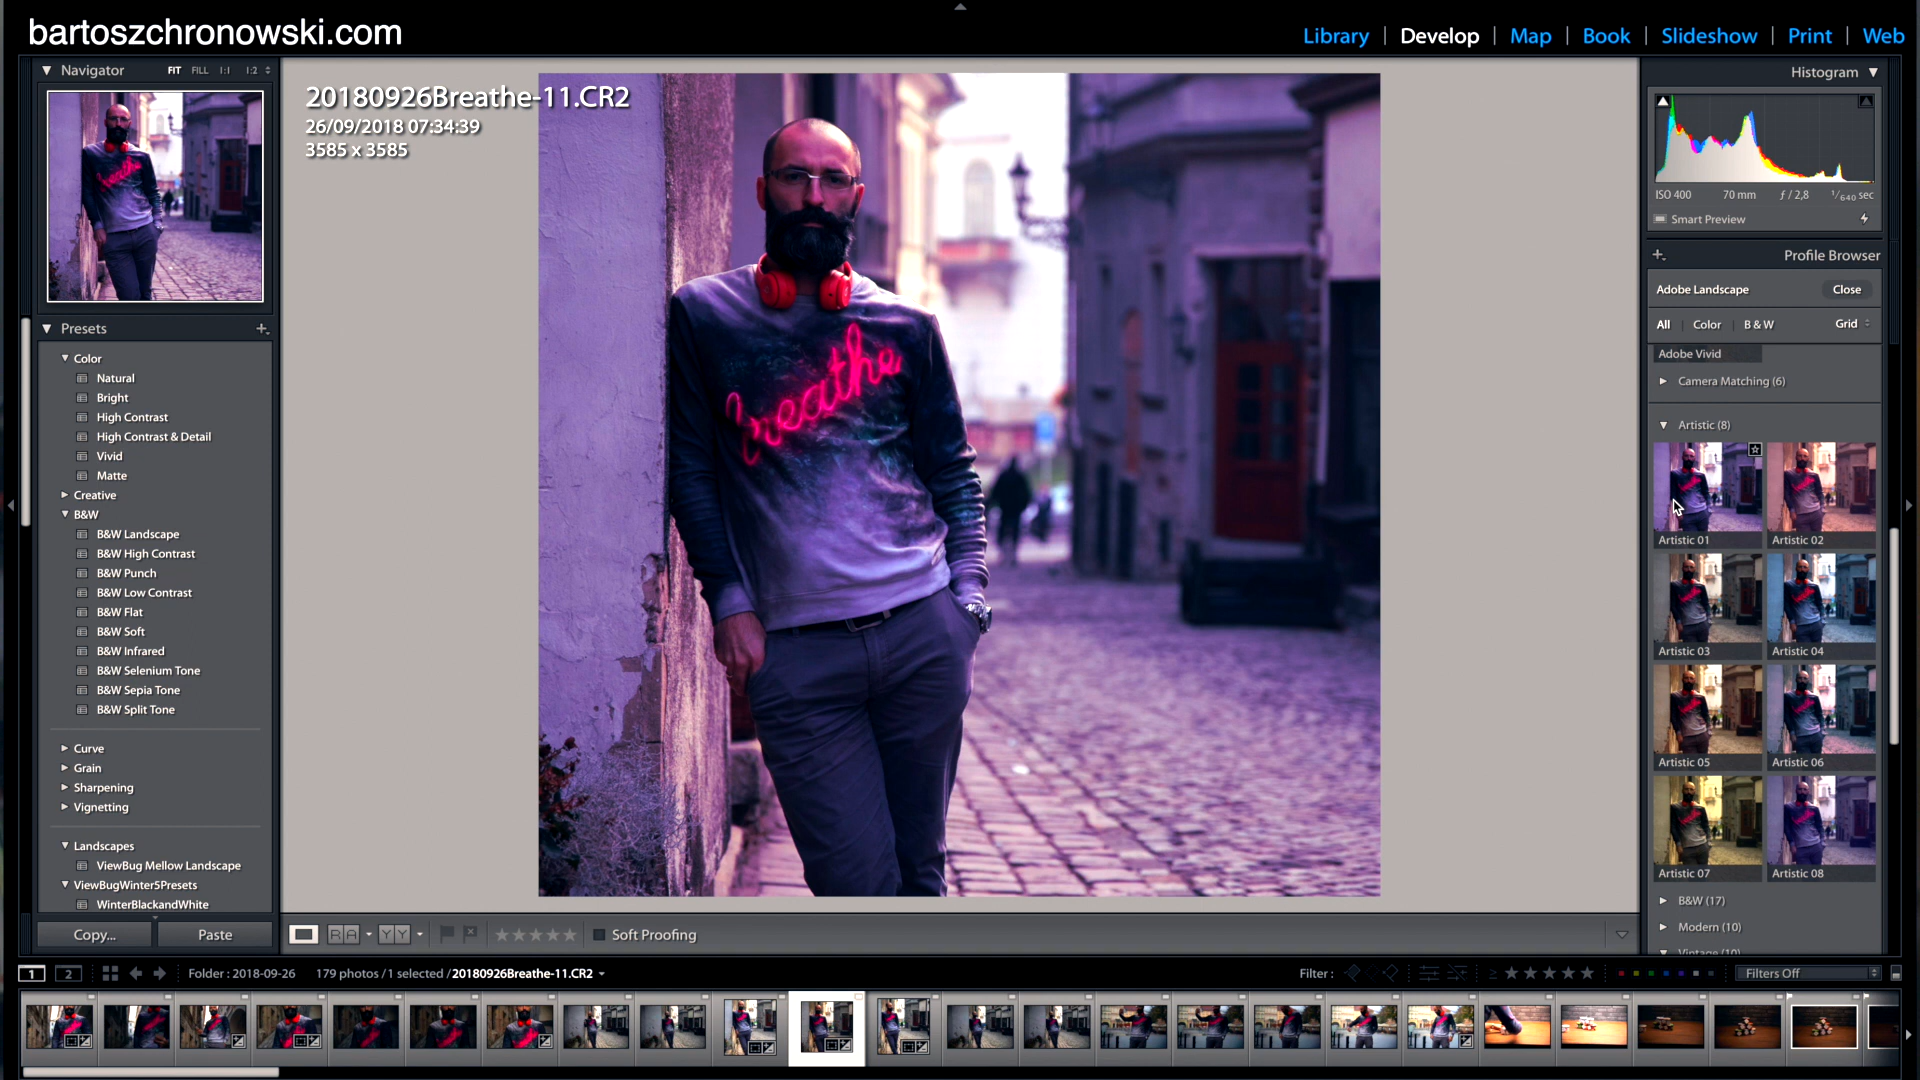 bartoszchronowski.com
Library | Develop | Map | Book | Slideshow | Print | Web
Navigator FIT FILL 1:1 1:2
Presets
Color
Natural
Bright
High Contrast
High Contrast & Detail
Vivid
Matte
Creative
B&W
B&W Landscape
B&W High Contrast
B&W Punch
B&W Low Contrast
B&W Flat
B&W Soft
B&W Infrared
B&W Selenium Tone
B&W Sepia Tone
B&W Split Tone
Curve
Grain
Sharpening
Vignetting
Landscapes
ViewBug Mellow Landscape
ViewBugWinter5Presets
WinterBlackandWhite
Copy... Paste
20180926Breathe-11.CR2
26/09/2018 07:34:39
3585 x 3585
breathe
Soft Proofing
Histogram
ISO 400 70 mm ƒ / 2,8 1/640 sec
Smart Preview
Profile Browser
Adobe Landscape Close
All | Color | B & W Grid
Adobe Vivid
Camera Matching (6)
Artistic (8)
Artistic 01 Artistic 02
Artistic 03 Artistic 04
Artistic 05 Artistic 06
Artistic 07 Artistic 08
B&W (17)
Modern (10)
Vintage (10)
1 2 Folder : 2018-09-26 179 photos / 1 selected / 20180926Breathe-11.CR2 Filter : Filters Off